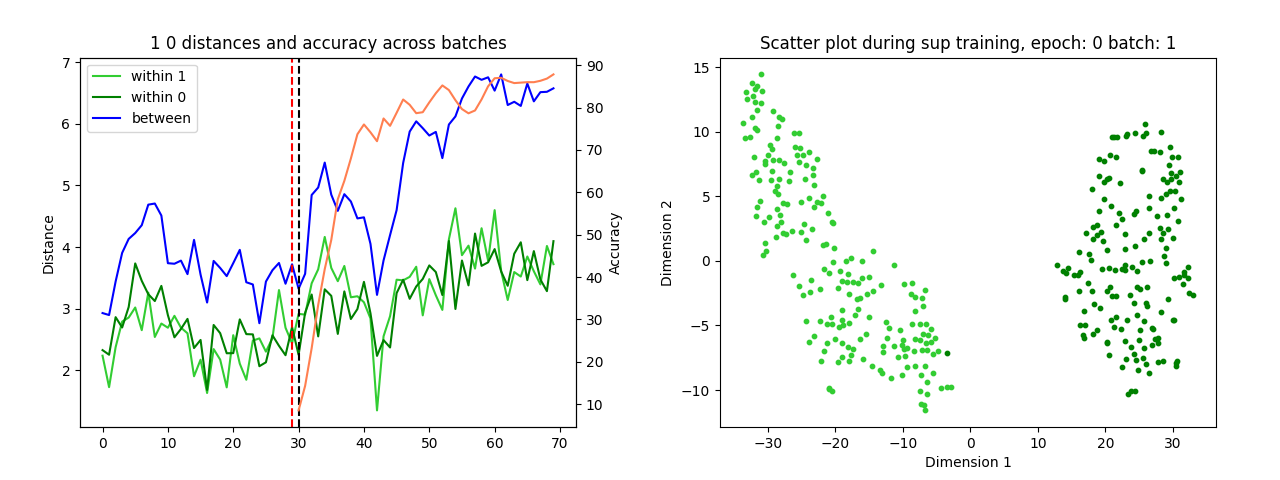 1 0 distances and accuracy across batches
Distance
7
6
5
4
3
2
within 1
within 0
between
90
80
70
60
50
40
30
20
10
Accuracy
0 10 20 30 40 50 60 70
Scatter plot during sup training, epoch: 0 batch: 1
Dimension 2
15
10
5
0
−5
−10
−30 −20 −10 0 10 20 30
Dimension 1